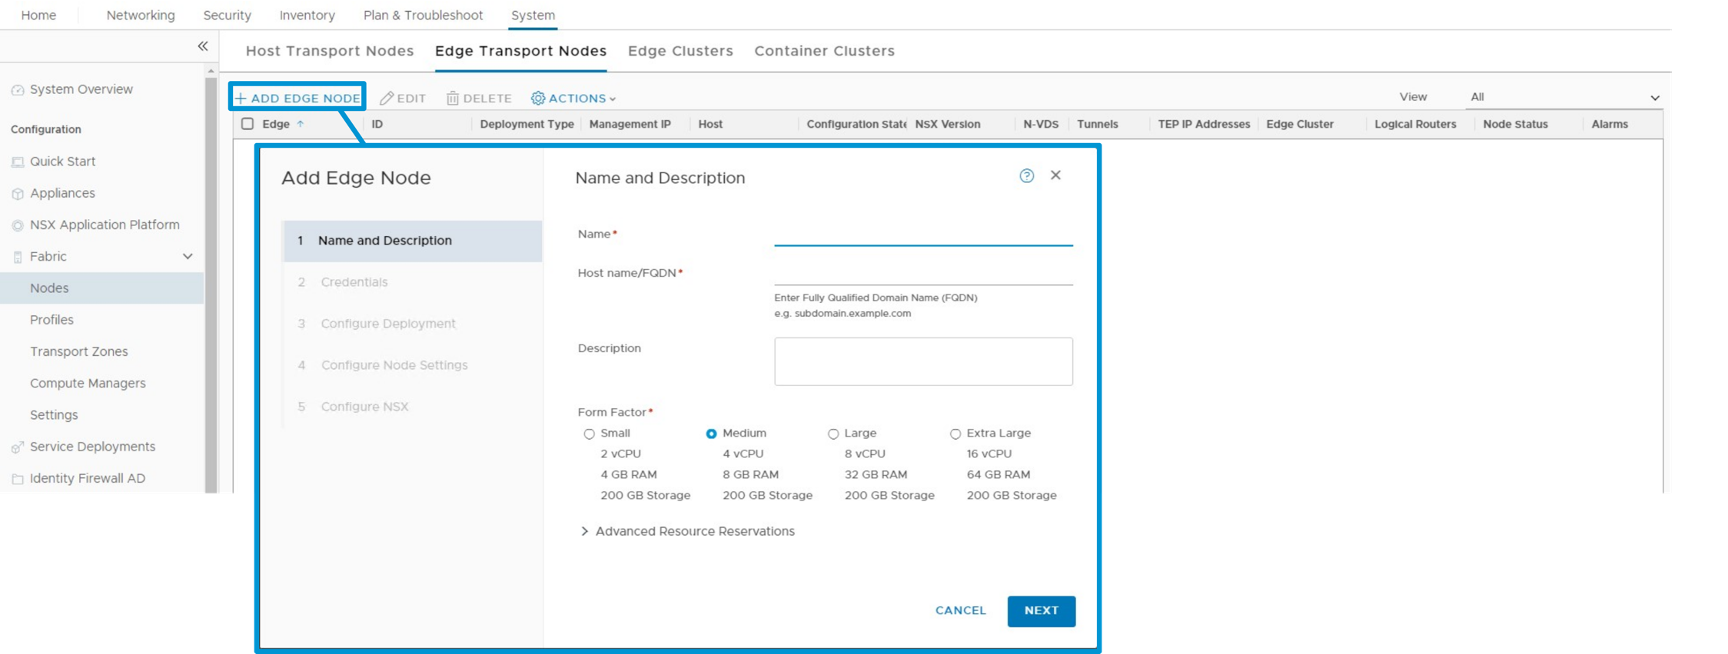 Home Networking Security Inventory Plan & Troubleshoot System
Host Transport Nodes Edge Transport Nodes Edge Clusters Container Clusters
System Overview
Configuration
Quick Start
Appliances
NSX Application Platform
Fabric
Nodes
Profiles
Transport Zones
Compute Managers
Settings
Service Deployments
Identity Firewall AD
+ ADD EDGE NODE EDIT DELETE ACTIONS View All
Edge ID Deployment Type Management IP Host Configuration State NSX Version N-VDS Tunnels TEP IP Addresses Edge Cluster Logical Routers Node Status Alarms
Add Edge Node
1 Name and Description
2 Credentials
3 Configure Deployment
4 Configure Node Settings
5 Configure NSX
Name and Description
Name*
Host name/FQDN*
Enter Fully Qualified Domain Name (FQDN)
e.g. subdomain.example.com
Description
Form Factor*
Small Medium Large Extra Large
2 vCPU 4 vCPU 8 vCPU 16 vCPU
4 GB RAM 8 GB RAM 32 GB RAM 64 GB RAM
200 GB Storage 200 GB Storage 200 GB Storage 200 GB Storage
Advanced Resource Reservations
CANCEL NEXT